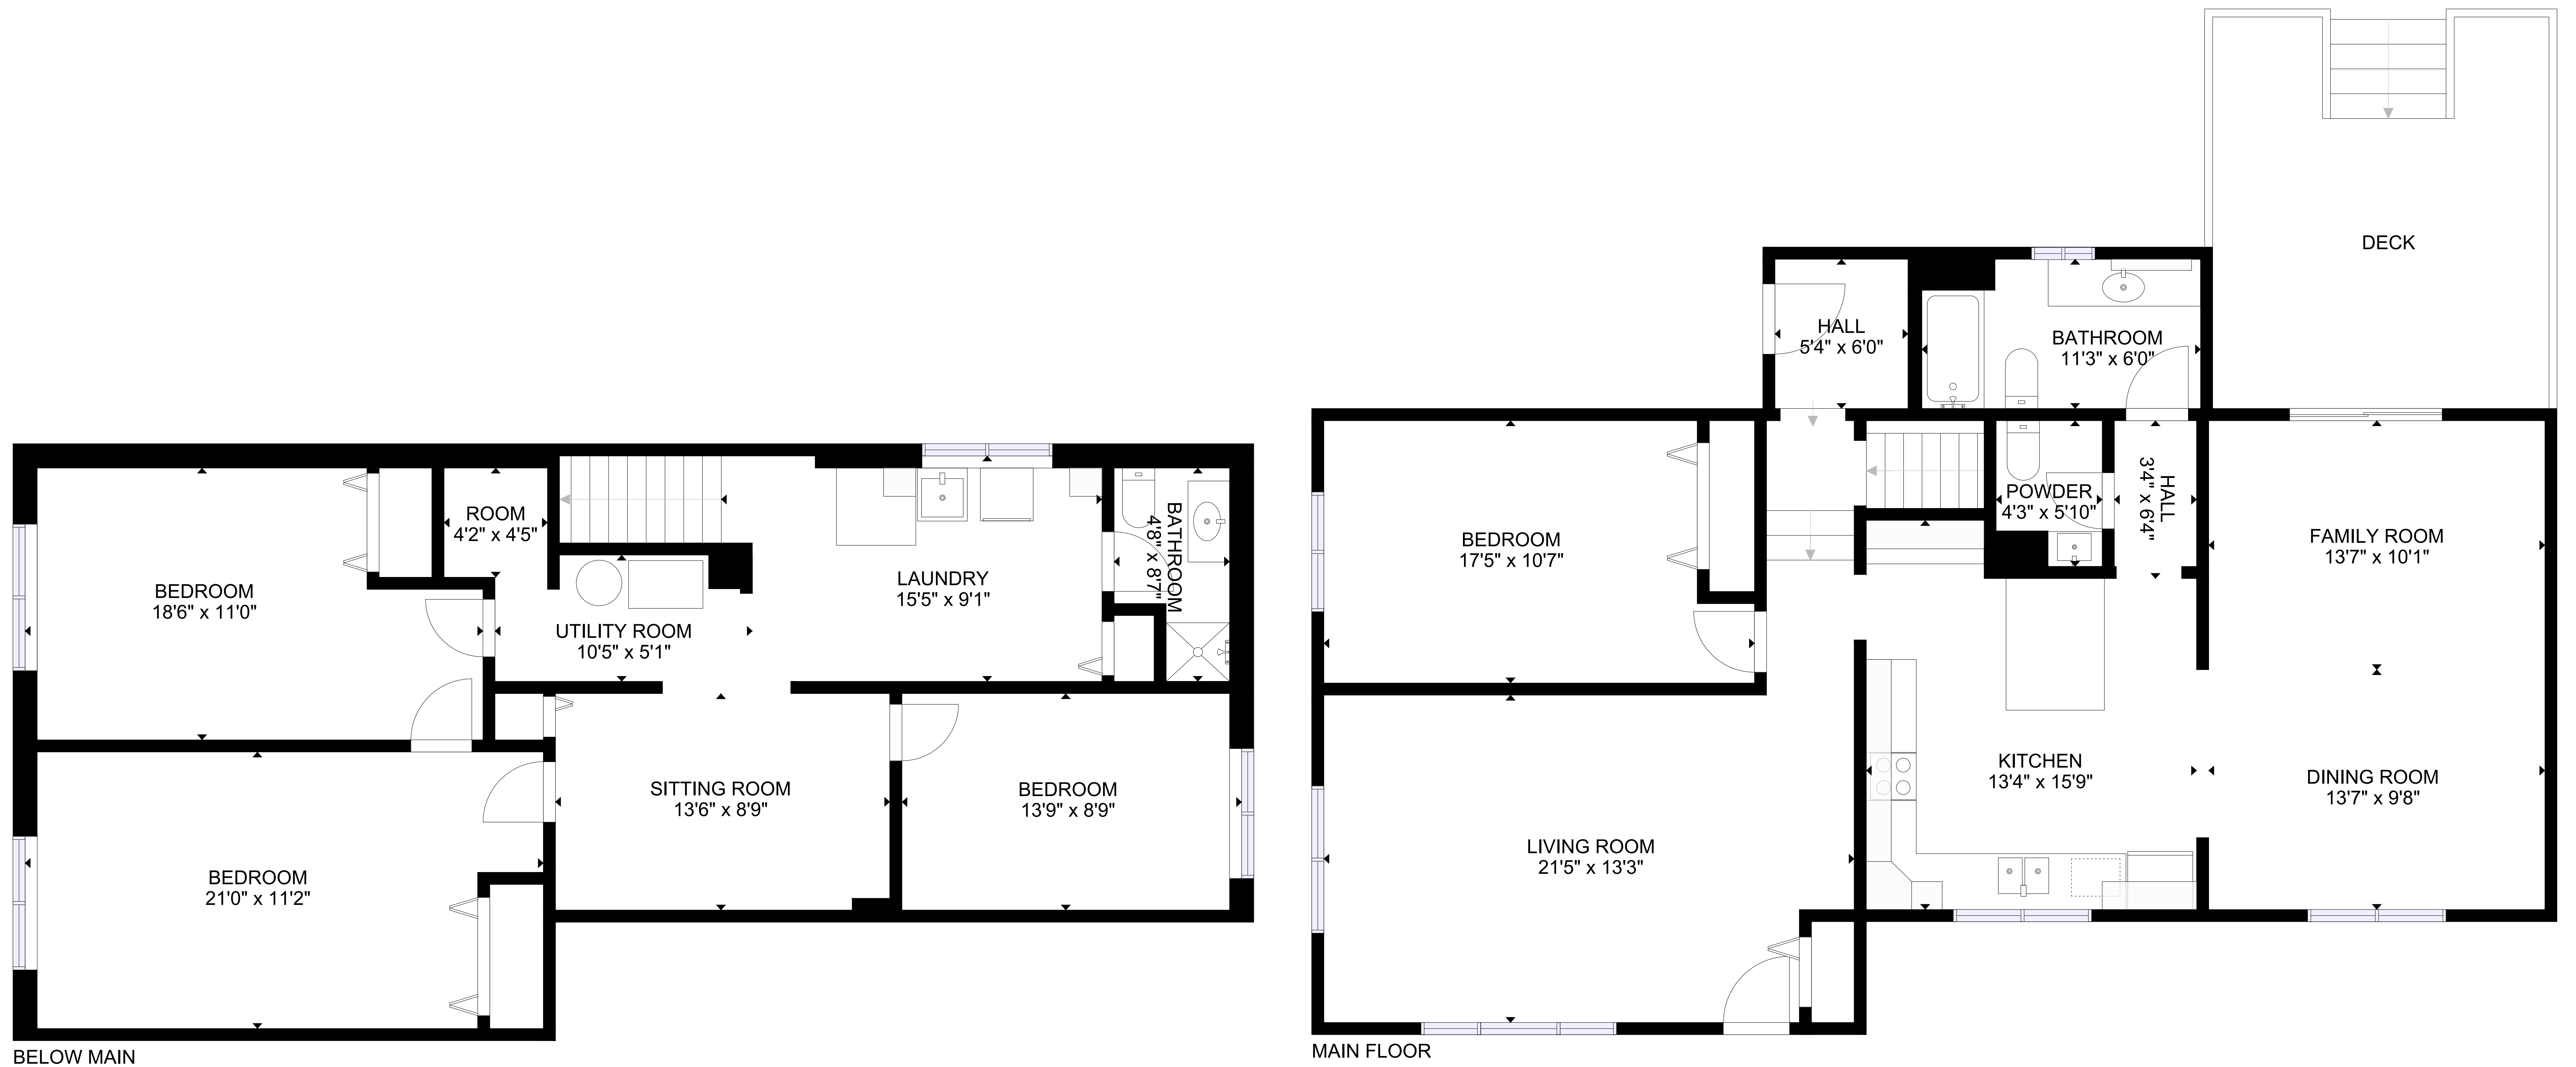 BEDROOM
18'6" x 11'0"
ROOM
4'2" x 4'5"
UTILITY ROOM
10'5" x 5'1"
LAUNDRY
15'5" x 9'1"
BATHROOM
4'8" x 8'7"
BEDROOM
21'0" x 11'2"
SITTING ROOM
13'6" x 8'9"
BEDROOM
13'9" x 8'9"
BELOW MAIN
DECK
HALL
5'4" x 6'0"
BATHROOM
11'3" x 6'0"
BEDROOM
17'5" x 10'7"
POWDER
4'3" x 5'10"
HALL
3'4" x 6'4"
FAMILY ROOM
13'7" x 10'1"
KITCHEN
13'4" x 15'9"
DINING ROOM
13'7" x 9'8"
LIVING ROOM
21'5" x 13'3"
MAIN FLOOR